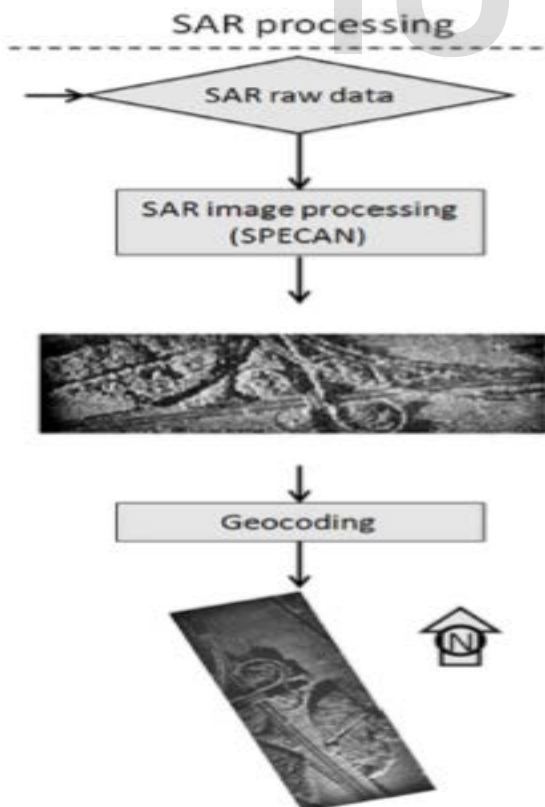 SAR processing
SAR raw data
SAR image processing
(SPECAN)
Geocoding
N